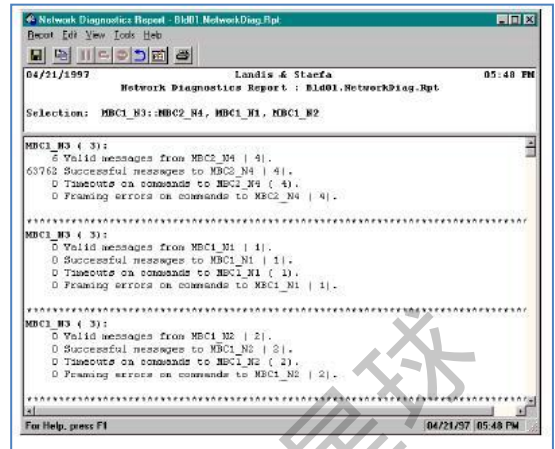 Network Diagnostics Report - Bld01.NetworkDiag.Rpt
Report Edit View Tools Help
04/21/1997 Landis & Staefa 05:48 PM
Network Diagnostics Report : Bld01.NetworkDiag.Rpt
Selection: MBC1_N3::MBC2_N4, MBC1_N1, MBC1_N2
MBC1_N3 ( 3):
6 Valid messages from MBC2_N4 ( 4).
63762 Successful messages to MBC2_N4 ( 4).
0 Timeouts on commands to MBC2_N4 ( 4).
0 Framing errors on commands to MBC2_N4 ( 4).
MBC1_N3 ( 3):
0 Valid messages from MBC1_N1 ( 1).
0 Successful messages to MBC1_N1 ( 1).
0 Timeouts on commands to MBC1_N1 ( 1).
0 Framing errors on commands to MBC1_N1 ( 1).
MBC1_N3 ( 3):
0 Valid messages from MBC1_N2 ( 2).
0 Successful messages to MBC1_N2 ( 2).
0 Timeouts on commands to MBC1_N2 ( 2).
0 Framing errors on commands to MBC1_N2 ( 2).
For Help, press F1 04/21/97 05:48 PM
星球